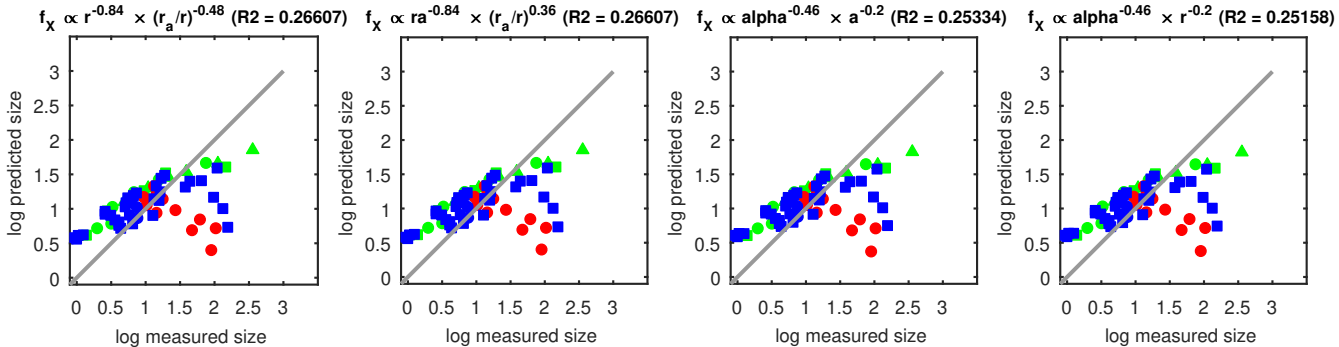 f_X ∝ r^-0.84 × (r_a/r)^-0.48 (R2 = 0.26607)
3
2.5
2
1.5
1
0.5
0
0 0.5 1 1.5 2 2.5 3
log predicted size
log measured size
f_X ∝ ra^-0.84 × (r_a/r)^0.36 (R2 = 0.26607)
3
2.5
2
1.5
1
0.5
0
0 0.5 1 1.5 2 2.5 3
log predicted size
log measured size
f_X ∝ alpha^-0.46 × a^-0.2 (R2 = 0.25334)
3
2.5
2
1.5
1
0.5
0
0 0.5 1 1.5 2 2.5 3
log predicted size
log measured size
f_X ∝ alpha^-0.46 × r^-0.2 (R2 = 0.25158)
3
2.5
2
1.5
1
0.5
0
0 0.5 1 1.5 2 2.5 3
log predicted size
log measured size